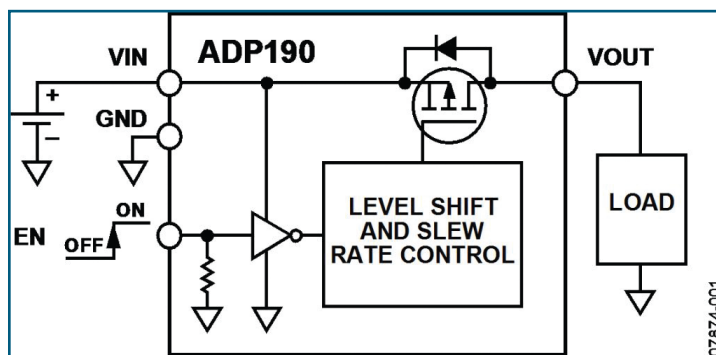 VIN
ADP190
VOUT
+
–
GND
LEVEL SHIFT
AND SLEW
RATE CONTROL
LOAD
EN
OFF
ON
07874-001